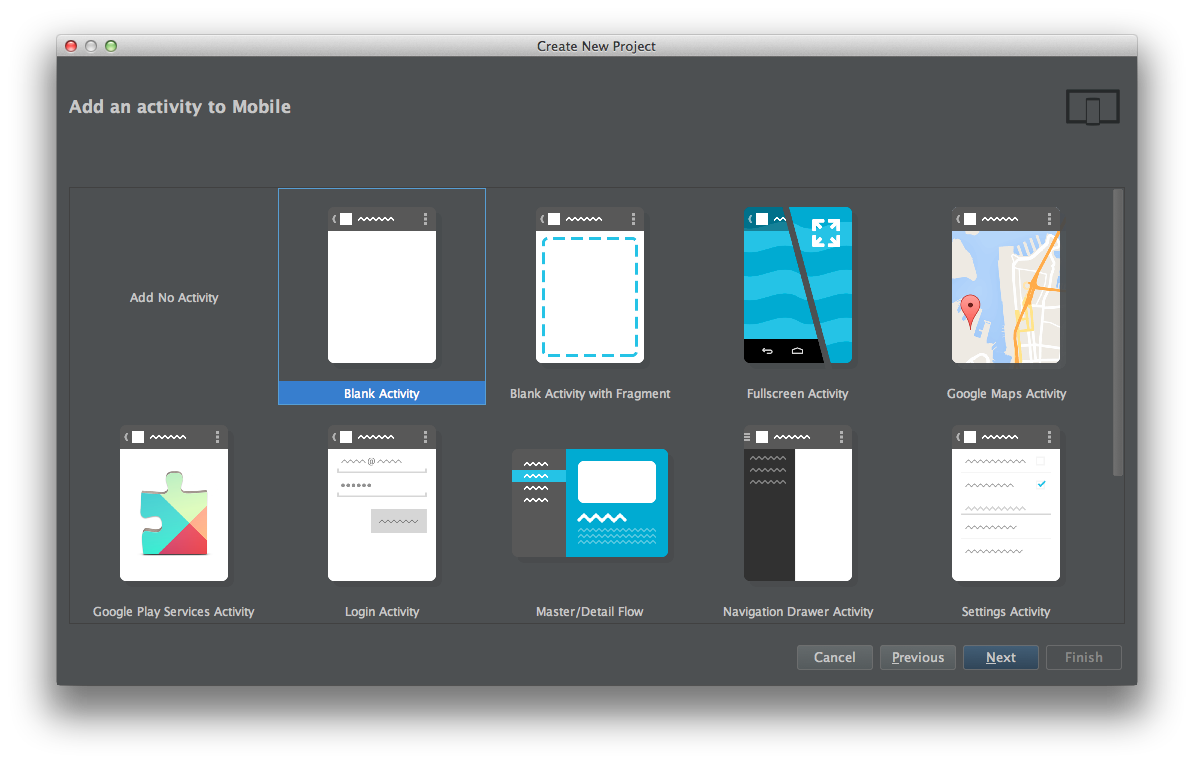 Create New Project
Add an activity to Mobile
Add No Activity
Blank Activity
Blank Activity with Fragment
Fullscreen Activity
Google Maps Activity
@
Google Play Services Activity
Login Activity
Master/Detail Flow
Navigation Drawer Activity
Settings Activity
Cancel
Previous
Next
Finish